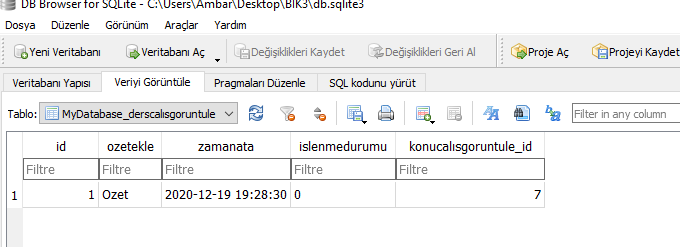 DB Browser for SQLite - C:\Users\Ambar\Desktop\BIK3\db.sqlite3
Dosya Düzenle Görünüm Araçlar Yardım
Yeni Veritabanı Veritabanı Aç Değişiklikleri Kaydet Değişiklikleri Geri Al Proje Aç Projeyi Kaydet
Veritabanı Yapısı Veriyi Görüntüle Pragmaları Düzenle SQL kodunu yürüt
Tablo: MyDatabase_derscalısgoruntule Filter in any column
id ozetekle zamanata islenmedurumu konucalısgoruntule_id
Filtre Filtre Filtre Filtre Filtre
1 1 Ozet 2020-12-19 19:28:30 0 7